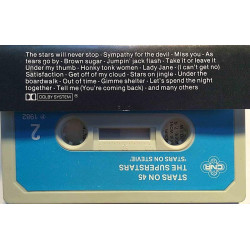 The stars will never stop · Sympathy for the devil · Miss you · As
tears go by · Brown sugar · Jumpin' jack flash · Take it or leave it
Under my thumb · Honky tonk women · Lady Jane · (I can't get no)
Satisfaction · Get off of my cloud · Stars on jingle · Under the
boardwalk · Out of time · Gimme shelter · Let's spend the night
together · Tell me (You're coming back) · and many others
DOLBY SYSTEM
2
STARS ON 45
THE SUPERSTARS
'STARS ON STEVIE'
CNR
℗ 1982